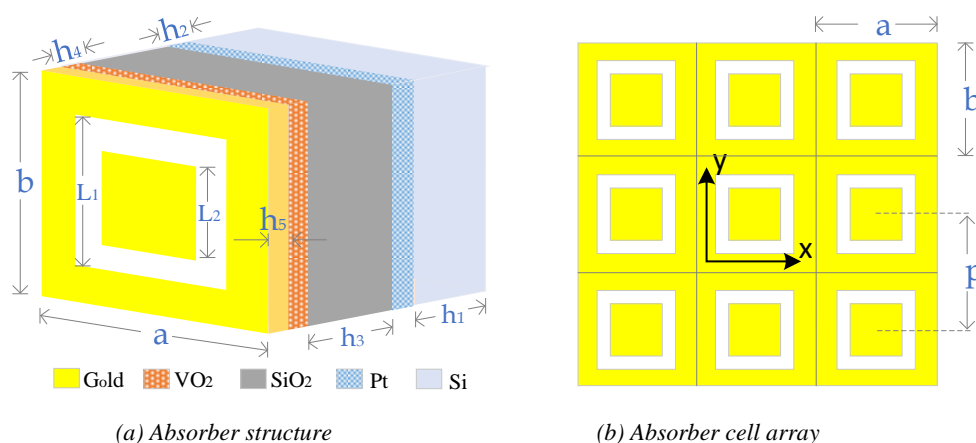 h₂
h₄
a
b
L₁
L₂
h₅
b
y
x
p
h₁
h₃
a
Gold VO₂ SiO₂ Pt Si
(a) Absorber structure (b) Absorber cell array